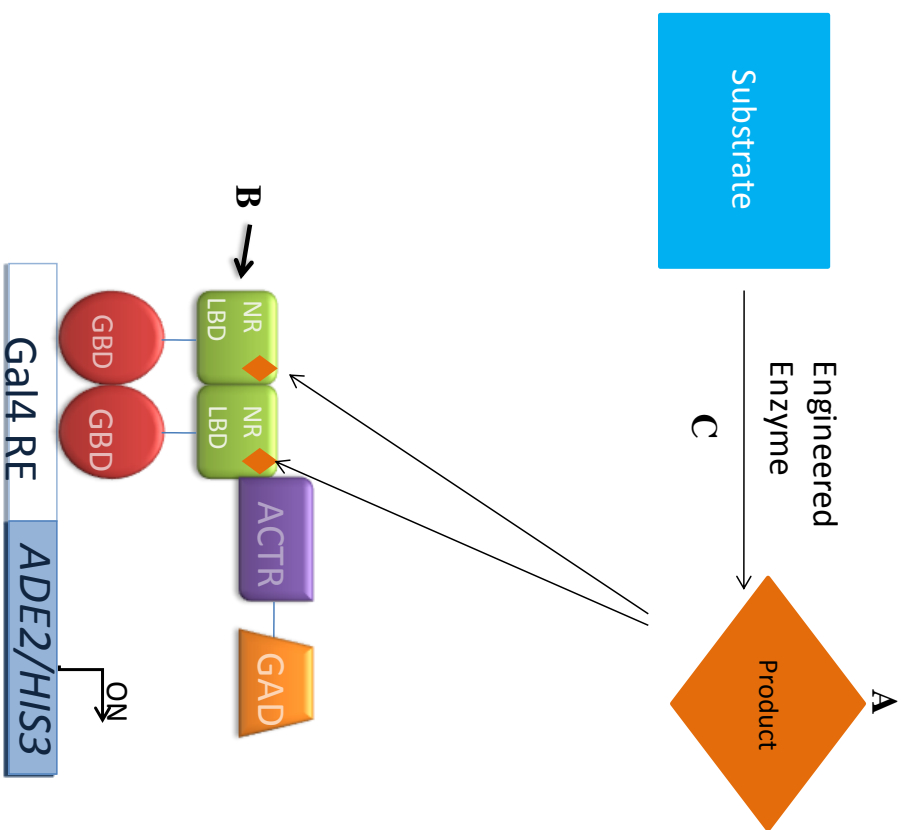 A
Substrate
Engineered
Enzyme
C
Product
B
NR
LBD
NR
LBD
ACTR
GAD
GBD
GBD
ON
Gal4 RE
ADE2/HIS3